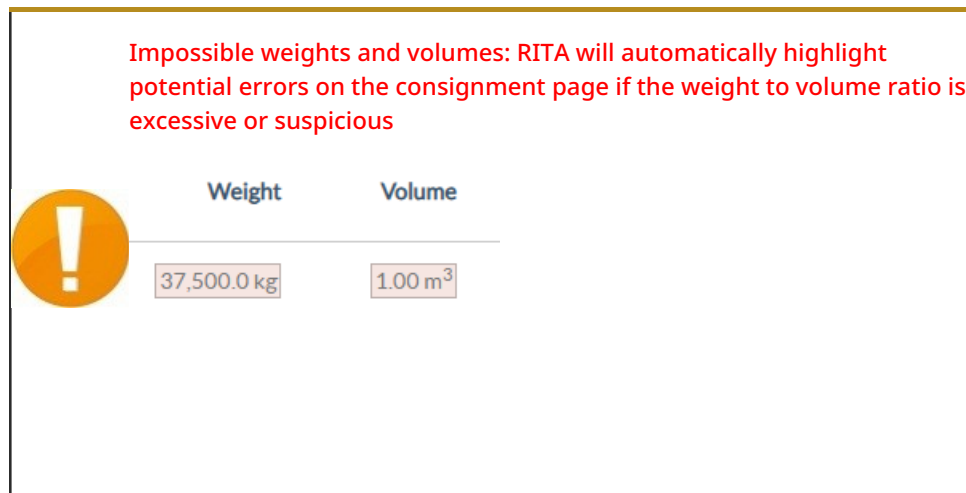 Impossible weights and volumes: RITA will automatically highlight
potential errors on the consignment page if the weight to volume ratio is
excessive or suspicious
Weight Volume
!
37,500.0 kg 1.00 m³